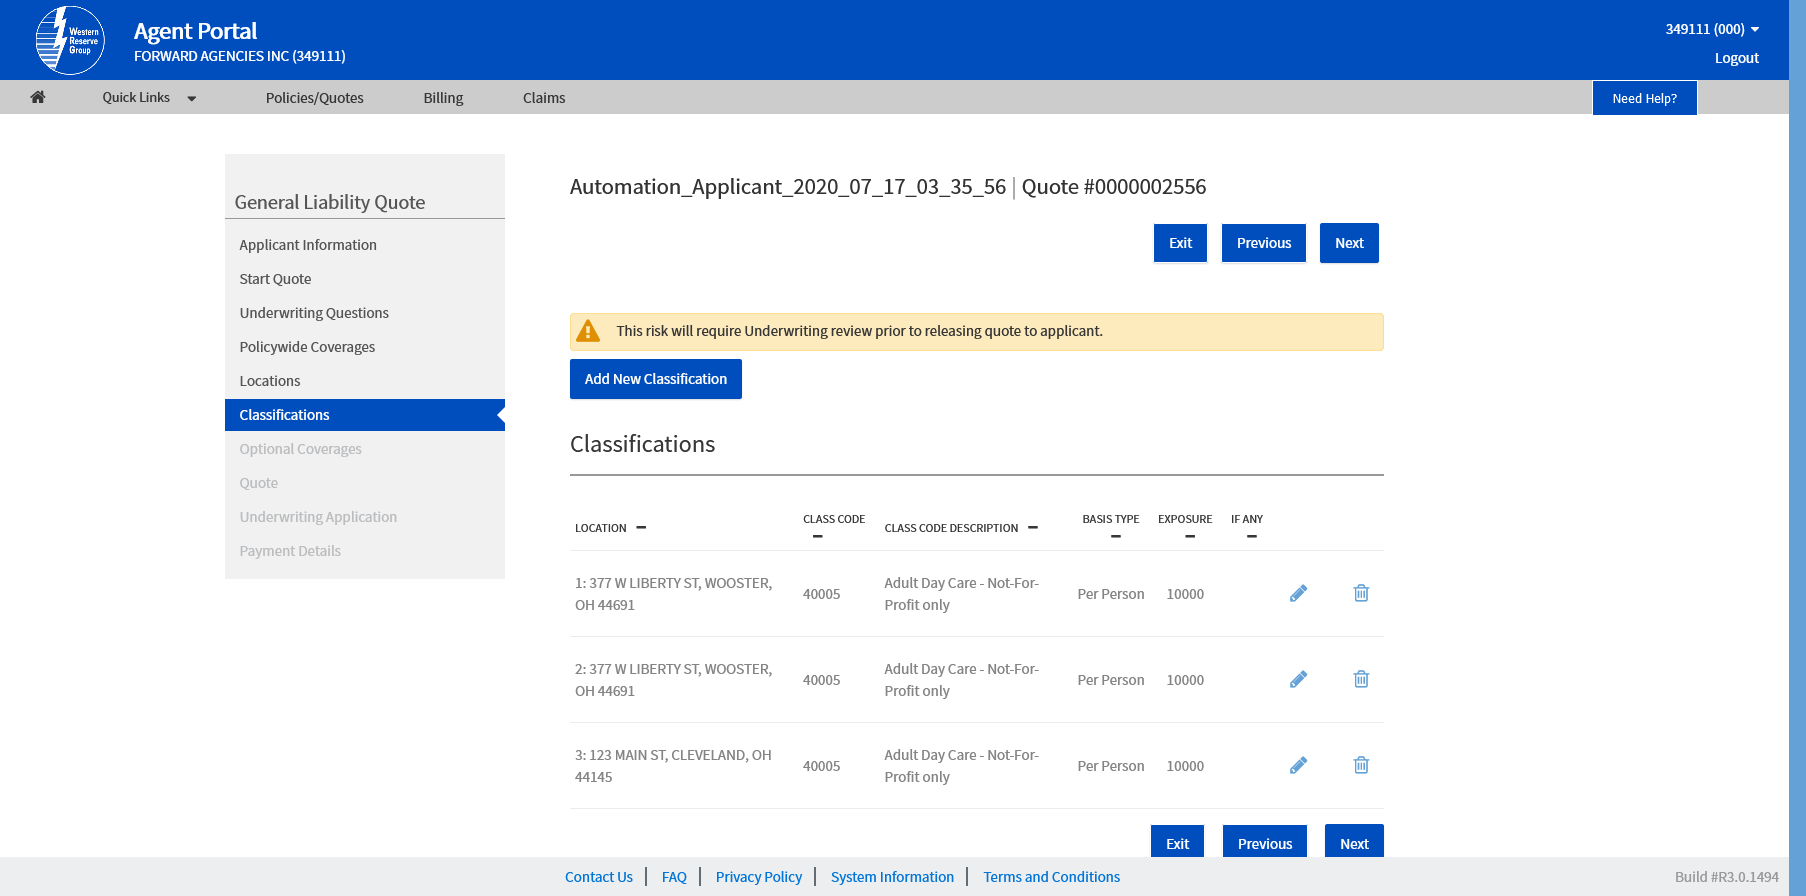 Western
Reserve
Group
Agent Portal
FORWARD AGENCIES INC (349111)
349111 (000)
Logout
Quick Links
Policies/Quotes
Billing
Claims
Need Help?
General Liability Quote
Applicant Information
Start Quote
Underwriting Questions
Policywide Coverages
Locations
Classifications
Optional Coverages
Quote
Underwriting Application
Payment Details
Automation_Applicant_2020_07_17_03_35_56 | Quote #0000002556
Exit
Previous
Next
This risk will require Underwriting review prior to releasing quote to applicant.
Add New Classification
Classifications
LOCATION
CLASS CODE
CLASS CODE DESCRIPTION
BASIS TYPE
EXPOSURE
IF ANY
1: 377 W LIBERTY ST, WOOSTER,
OH 44691
40005
Adult Day Care - Not-For-
Profit only
Per Person
10000
2: 377 W LIBERTY ST, WOOSTER,
OH 44691
40005
Adult Day Care - Not-For-
Profit only
Per Person
10000
3: 123 MAIN ST, CLEVELAND, OH
44145
40005
Adult Day Care - Not-For-
Profit only
Per Person
10000
Exit
Previous
Next
Contact Us
FAQ
Privacy Policy
System Information
Terms and Conditions
Build #R3.0.1494